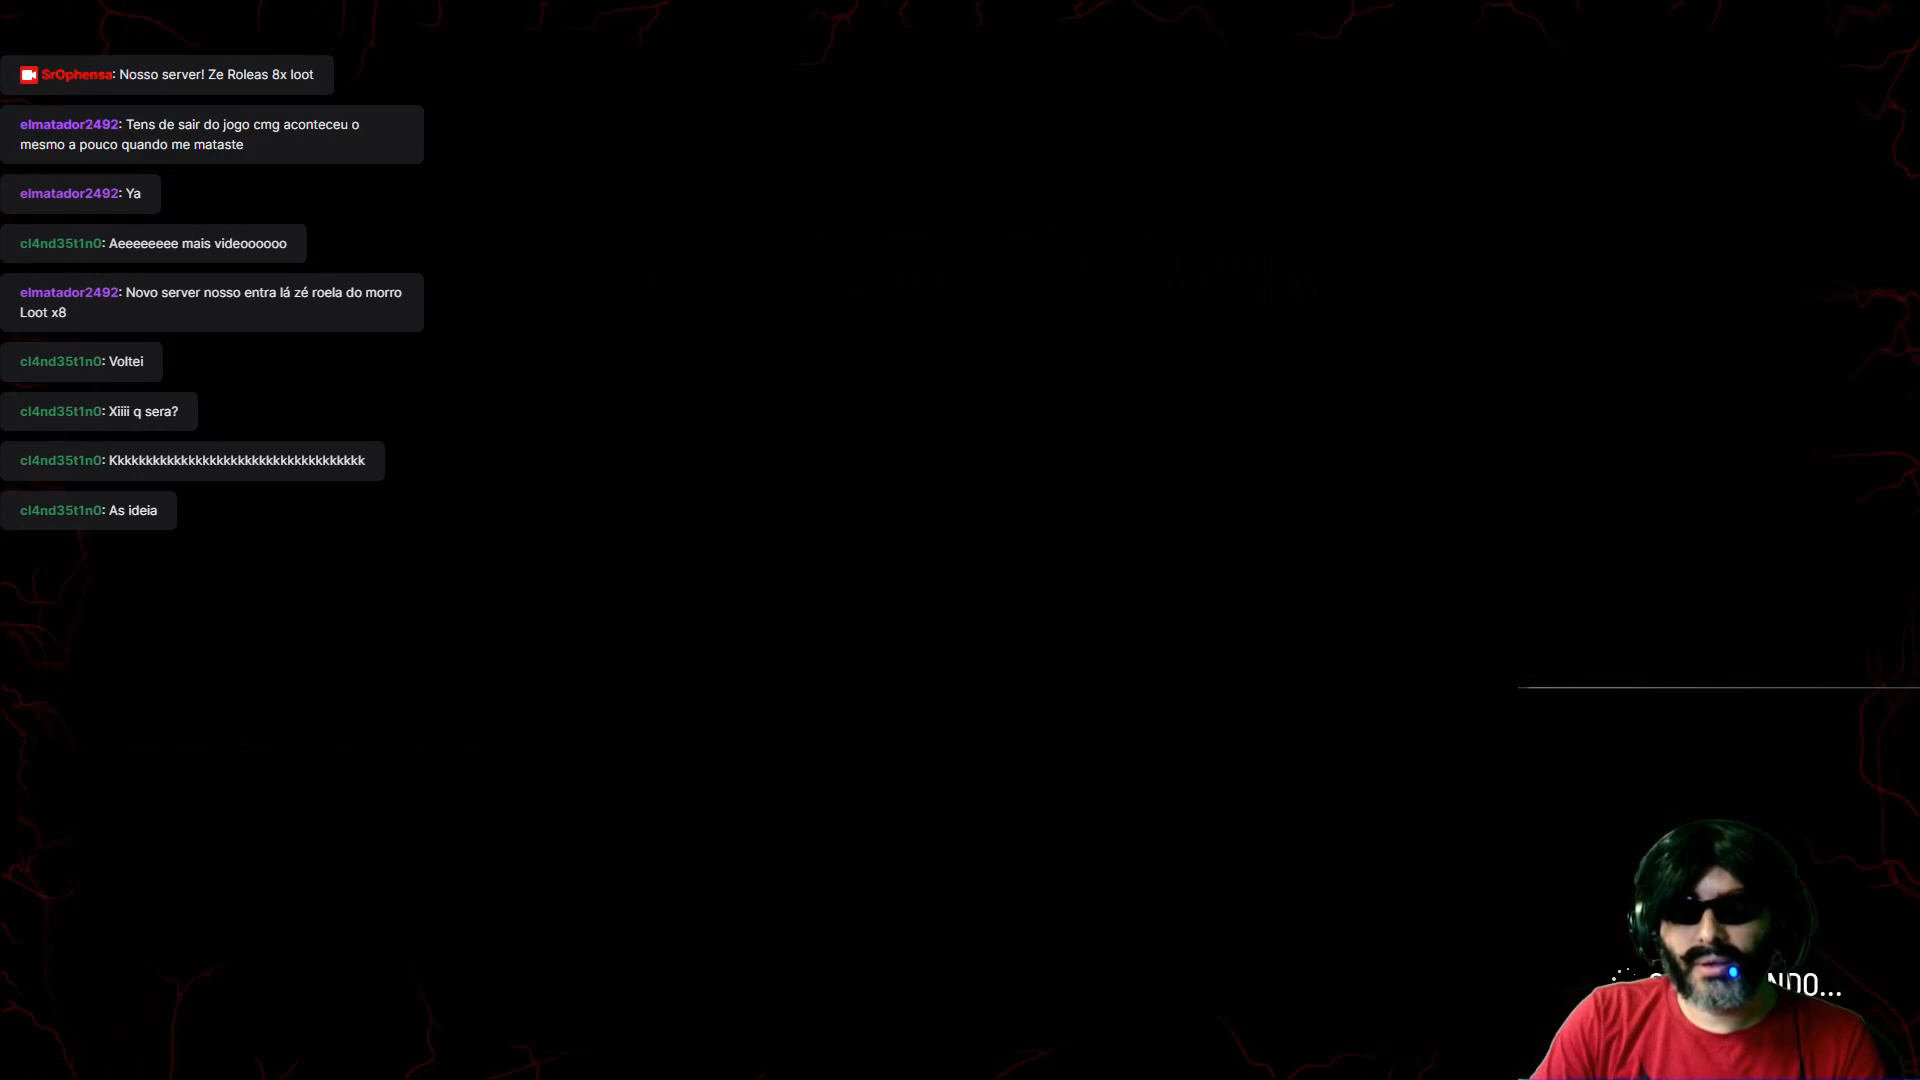 SrOphensa: Nosso server! Ze Roleas 8x loot
elmatador2492: Tens de sair do jogo cmg aconteceu o
mesmo a pouco quando me mataste
elmatador2492: Ya
cl4nd35t1n0: Aeeeeeeee mais videoooooo
elmatador2492: Novo server nosso entra lá zé roela do morro
Loot x8
cl4nd35t1n0: Voltei
cl4nd35t1n0: Xiiii q sera?
cl4nd35t1n0: Kkkkkkkkkkkkkkkkkkkkkkkkkkkkkkkkkkkk
cl4nd35t1n0: As ideia